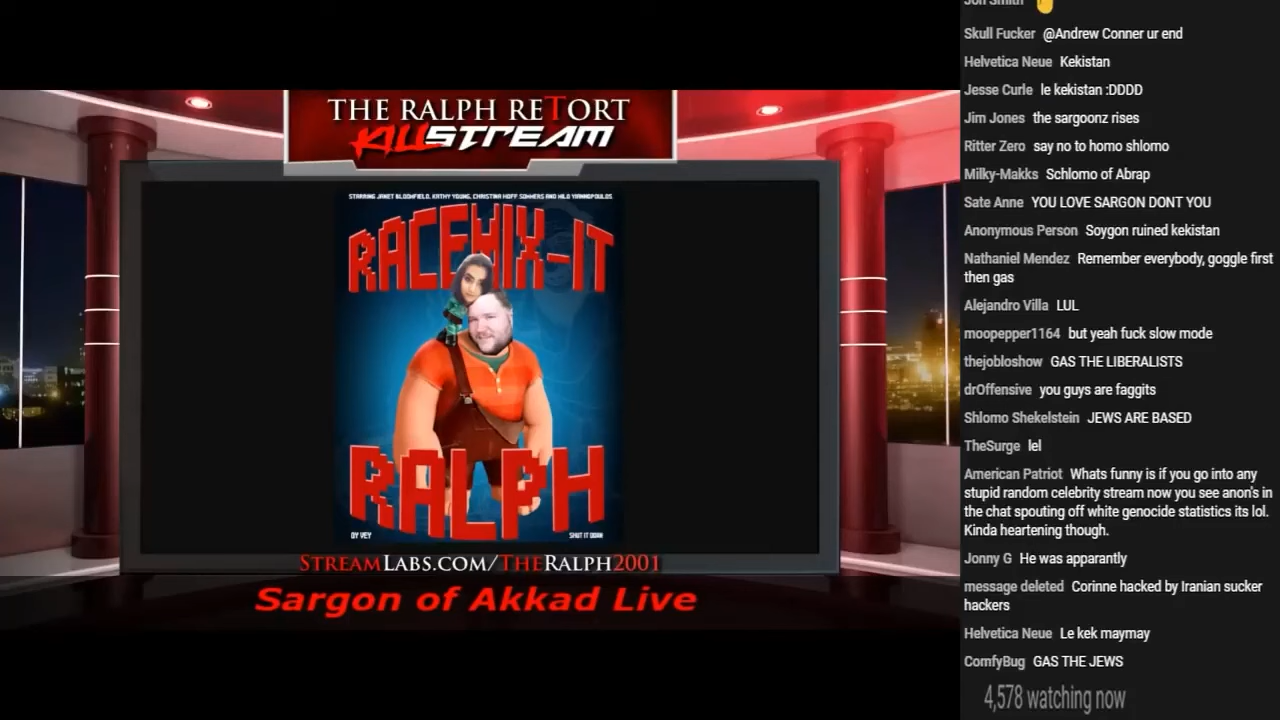 THE RALPH RETORT
KILLSTREAM
STARRING JANET BLOOMFIELD, KATHY YOUNG, CHRISTINA HOFF SOMMERS AND MILO YIANNOPOULOS
RACEMIX-IT
RALPH
OY VEY
SHUT IT DOWN
STREAMLABS.COM/THERALPH2001
Sargon of Akkad Live
Jon Smith
Skull Fucker @Andrew Conner ur end
Helvetica Neue Kekistan
Jesse Curle le kekistan :DDDD
Jim Jones the sargoonz rises
Ritter Zero say no to homo shlomo
Milky-Makks Schlomo of Abrap
Sate Anne YOU LOVE SARGON DONT YOU
Anonymous Person Soygon ruined kekistan
Nathaniel Mendez Remember everybody, goggle first
then gas
Alejandro Villa LUL
moopepper1164 but yeah fuck slow mode
thejobloshow GAS THE LIBERALISTS
drOffensive you guys are faggits
Shlomo Shekelstein JEWS ARE BASED
TheSurge lel
American Patriot Whats funny is if you go into any
stupid random celebrity stream now you see anon's in
the chat spouting off white genocide statistics its lol.
Kinda heartening though.
Jonny G He was apparantly
message deleted Corinne hacked by Iranian sucker
hackers
Helvetica Neue Le kek maymay
ComfyBug GAS THE JEWS
4,578 watching now